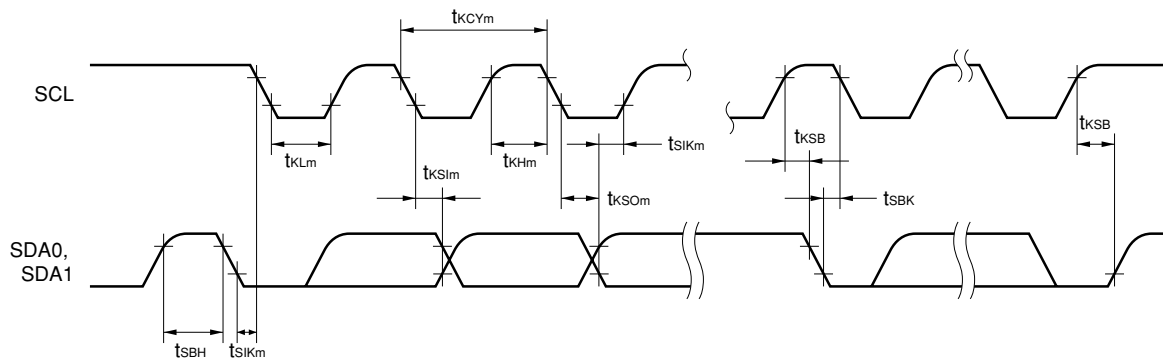 tKCYm
SCL
tKSB
tKSB
tSIKm
tKLm
tKHm
tKSIm
tKSOm
tSBK
SDA0,
SDA1
tSBH
tSIKm